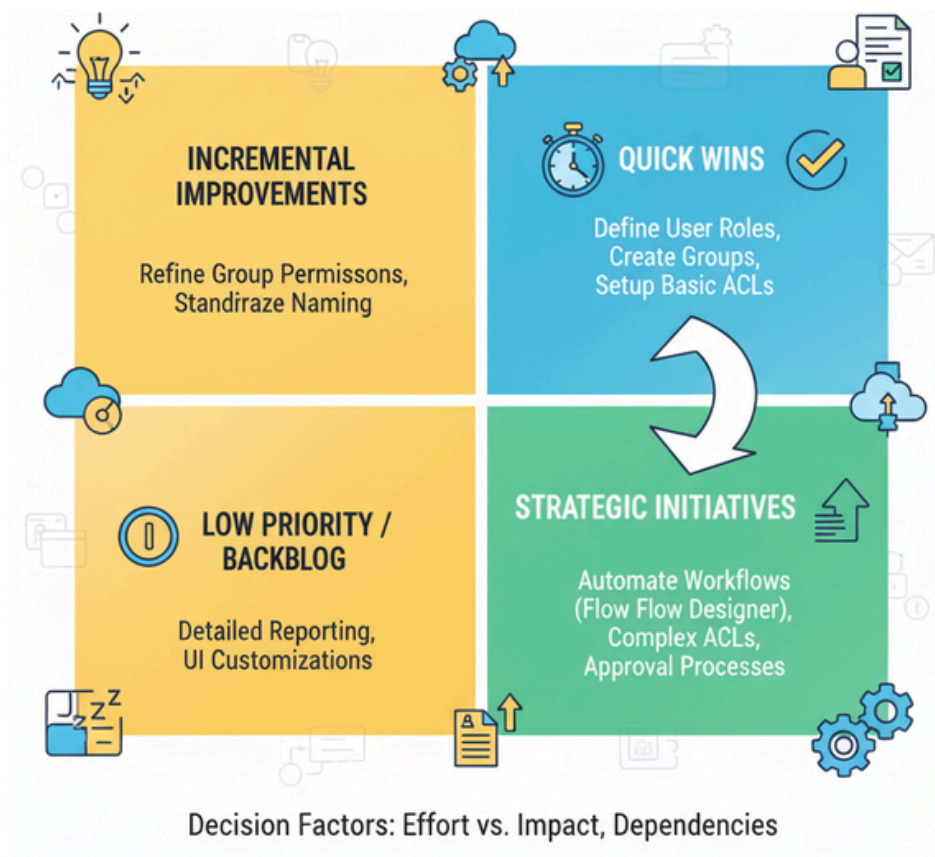 INCREMENTAL
IMPROVEMENTS
Refine Group Permissons,
Standiraze Naming
QUICK WINS
Define User Roles,
Create Groups,
Setup Basic ACLs
LOW PRIORITY /
BACKBLOG
Detailed Reporting,
UI Customizations
STRATEGIC INITIATIVES
Automate Workflows
(Flow Flow Designer),
Complex ACLs,
Approval Processes
Decision Factors: Effort vs. Impact, Dependencies